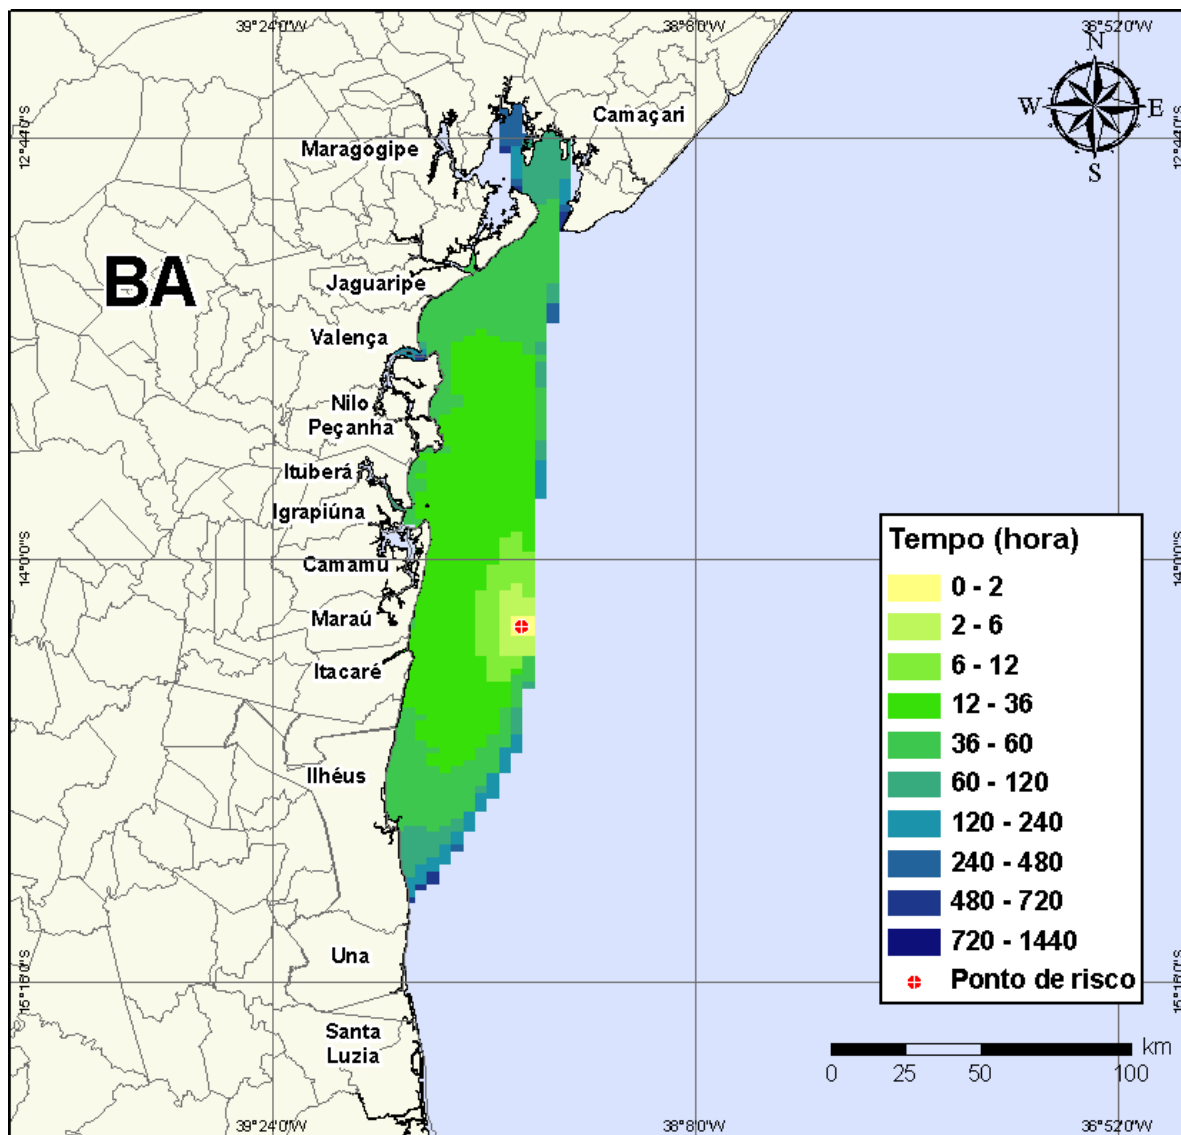 39°24'0"W
38°8'0"W
36°52'0"W
N
W
E
S
12°44'0"S
12°44'0"S
Camaçari
Maragogipe
BA
Jaguaripe
Valença
Nilo
Peçanha
Ituberá
Igrapiúna
Camamu
Maraú
Itacaré
Ilhéus
Una
Santa
Luzia
14°0'0"S
14°0'0"S
Tempo (hora)
0 - 2
2 - 6
6 - 12
12 - 36
36 - 60
60 - 120
120 - 240
240 - 480
480 - 720
720 - 1440
Ponto de risco
15°16'0"S
15°16'0"S
km
0
25
50
100
39°24'0"W
38°8'0"W
36°52'0"W